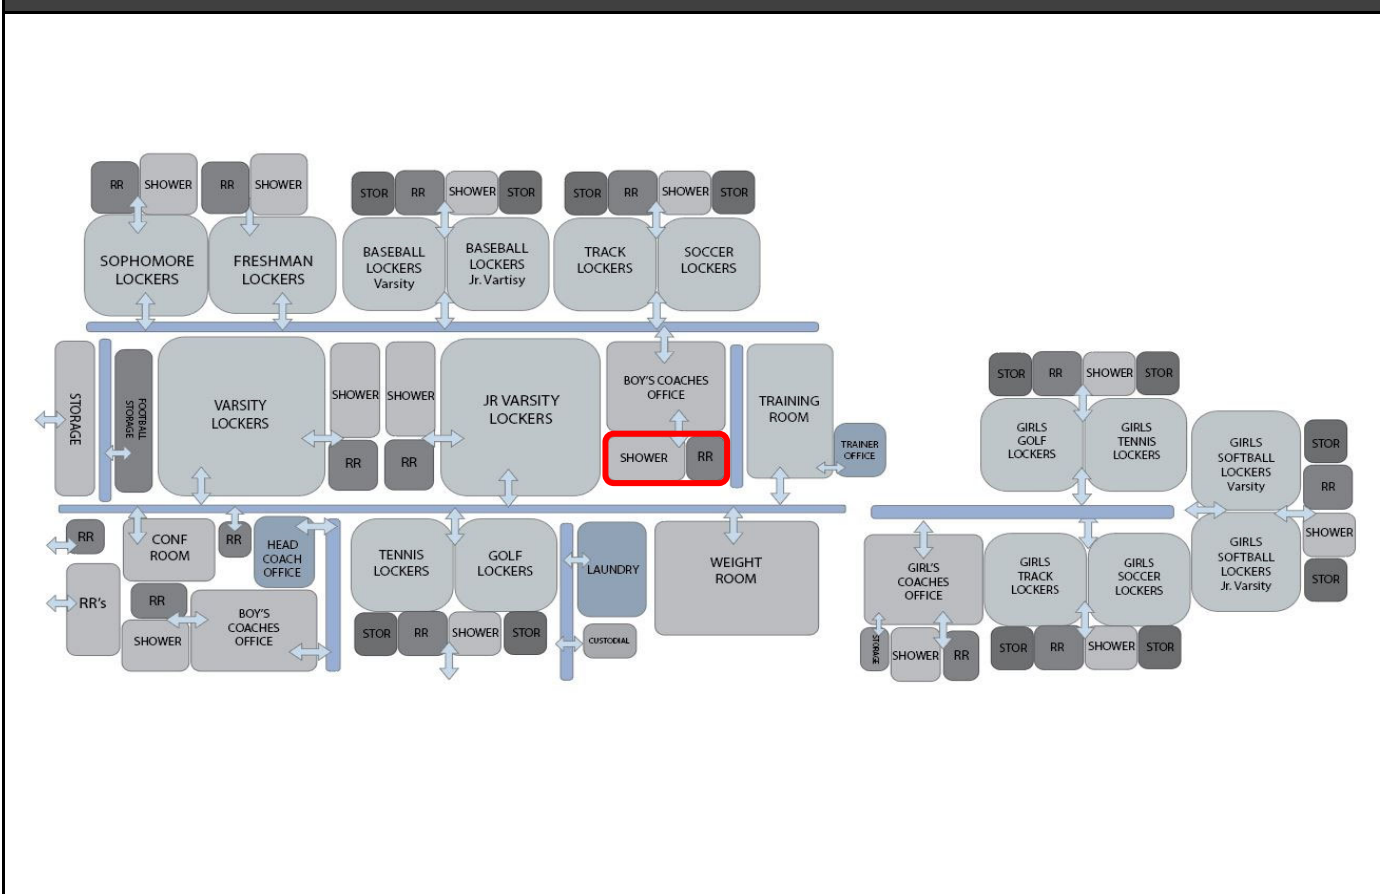 RR
SHOWER
RR
SHOWER
STOR
RR
SHOWER
STOR
STOR
RR
SHOWER
STOR
SOPHOMORE
LOCKERS
FRESHMAN
LOCKERS
BASEBALL
LOCKERS
Varsity
BASEBALL
LOCKERS
Jr. Vartisy
TRACK
LOCKERS
SOCCER
LOCKERS
STORAGE
FOOTBALL
STORAGE
VARSITY
LOCKERS
SHOWER
SHOWER
RR
RR
JR VARSITY
LOCKERS
BOY'S COACHES
OFFICE
SHOWER
RR
TRAINING
ROOM
TRAINER
OFFICE
RR
CONF
ROOM
RR
HEAD
COACH
OFFICE
RR's
RR
SHOWER
BOY'S
COACHES
OFFICE
TENNIS
LOCKERS
GOLF
LOCKERS
STOR
RR
SHOWER
STOR
LAUNDRY
CUSTODIAL
WEIGHT
ROOM
STOR
RR
SHOWER
STOR
GIRLS
GOLF
LOCKERS
GIRLS
TENNIS
LOCKERS
GIRLS
SOFTBALL
LOCKERS
Varsity
STOR
RR
SHOWER
STOR
GIRL'S
COACHES
OFFICE
GIRLS
TRACK
LOCKERS
GIRLS
SOCCER
LOCKERS
GIRLS
SOFTBALL
LOCKERS
Jr. Varsity
STORAGE
SHOWER
RR
STOR
RR
SHOWER
STOR